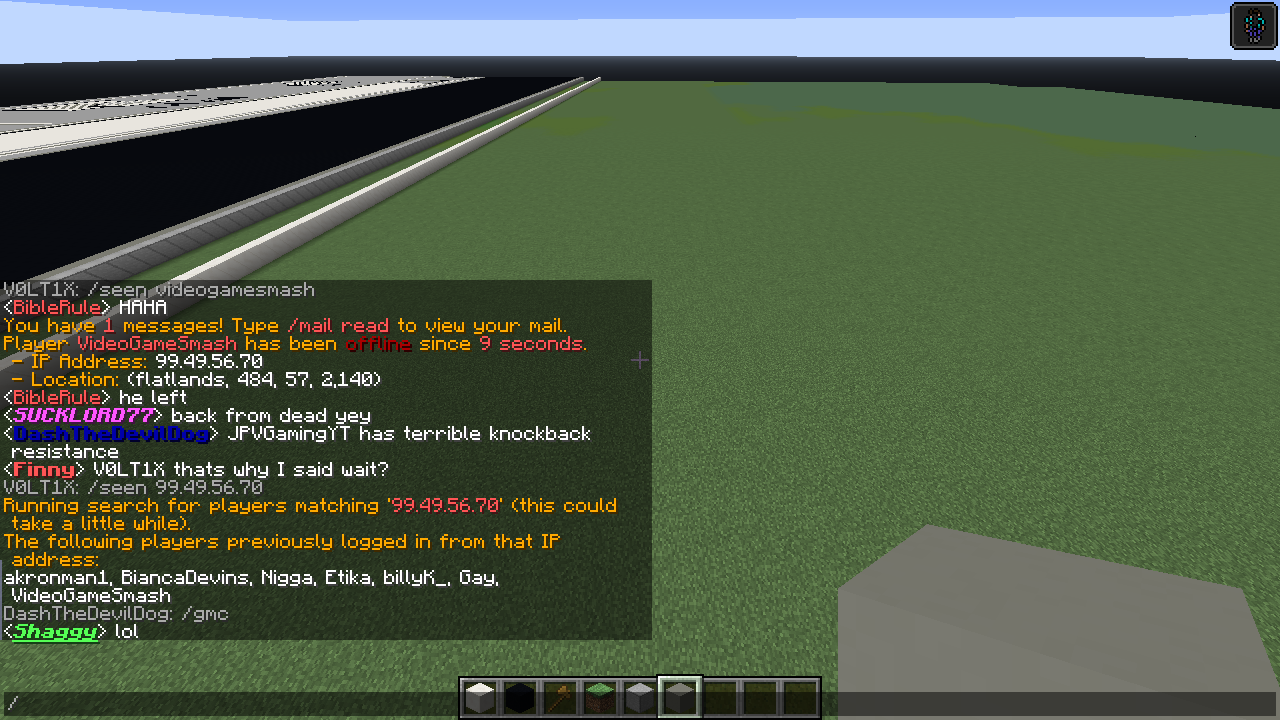 V0LT1X: /seen videogamesmash
<BibleRule> HAHA
You have 1 messages! Type /mail read to view your mail.
Player VideoGameSmash has been offline since 9 seconds.
- IP Address: 99.49.56.70
- Location: (flatlands, 484, 57, 2,140)
<BibleRule> he left
<SUCKLORD77> back from dead yey
<DashTheDevilDog> JPVGamingYT has terrible knockback
resistance
<Finny> V0LT1X thats why I said wait?
V0LT1X: /seen 99.49.56.70
Running search for players matching '99.49.56.70' (this could
take a little while).
The following players previously logged in from that IP
address:
akronman1, BiancaDevins, Nigga, Etika, billyK_, Gay,
VideoGameSmash
DashTheDevilDog: /gmc
<Shaggy> lol
/